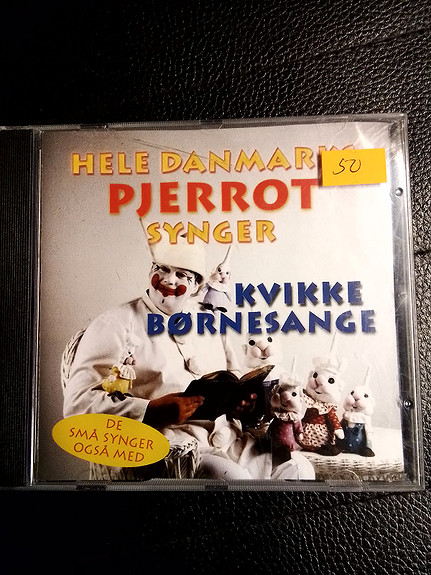 HELE DANMARKS
50
PJERROT
SYNGER
KVIKKE
BØRNESANGE
DE
SMÅ SYNGER
OGSÅ MED